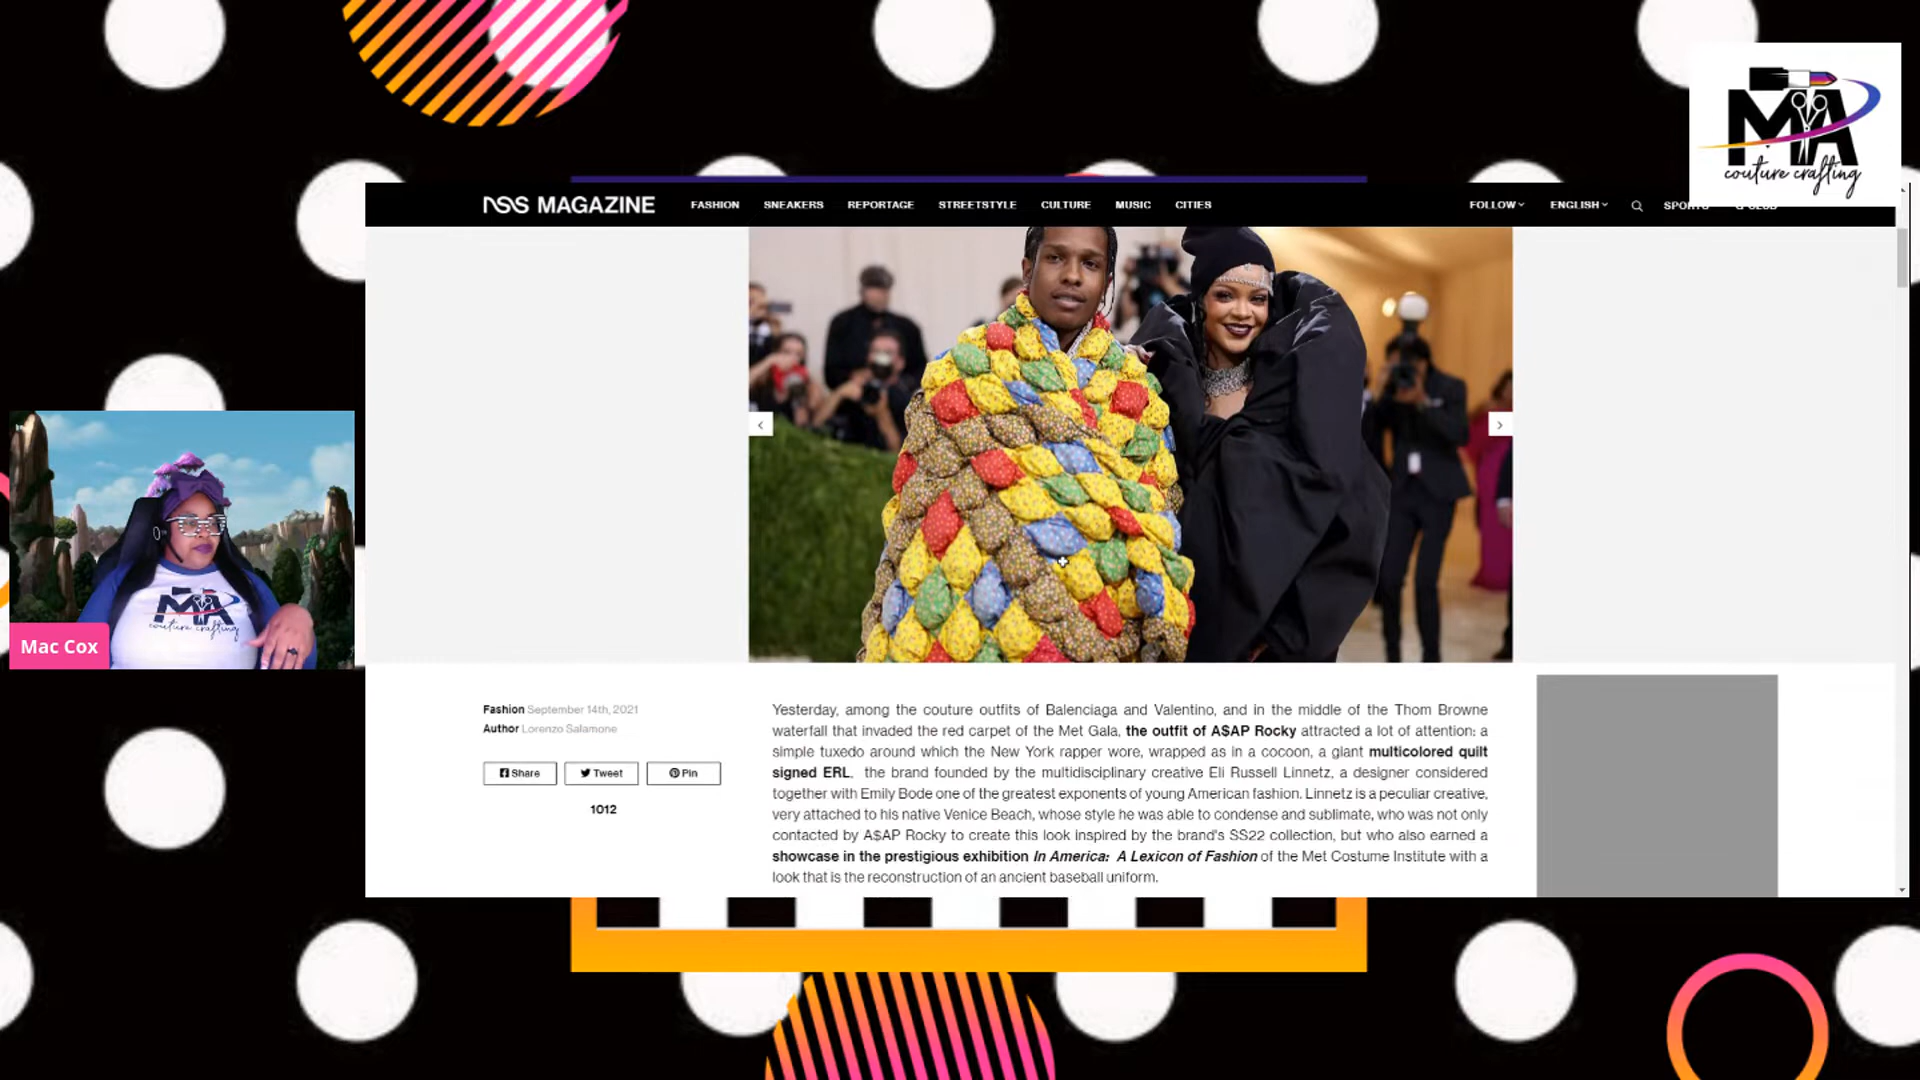 MA
couture crafting
nss MAGAZINE
FASHION SNEAKERS REPORTAGE STREETSTYLE CULTURE MUSIC CITIES
FOLLOW ENGLISH SPORTS G-CLUB
MA
couture crafting
Mac Cox
Fashion September 14th, 2021
Author Lorenzo Salamone
Share Tweet Pin
1012
Yesterday, among the couture outfits of Balenciaga and Valentino, and in the middle of the Thom Browne
waterfall that invaded the red carpet of the Met Gala, the outfit of A$AP Rocky attracted a lot of attention: a
simple tuxedo around which the New York rapper wore, wrapped as in a cocoon, a giant multicolored quilt
signed ERL, the brand founded by the multidisciplinary creative Eli Russell Linnetz, a designer considered
together with Emily Bode one of the greatest exponents of young American fashion. Linnetz is a peculiar creative,
very attached to his native Venice Beach, whose style he was able to condense and sublimate, who was not only
contacted by A$AP Rocky to create this look inspired by the brand's SS22 collection, but who also earned a
showcase in the prestigious exhibition In America: A Lexicon of Fashion of the Met Costume Institute with a
look that is the reconstruction of an ancient baseball uniform.